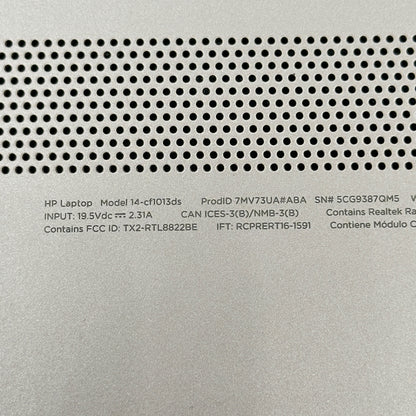 HP Laptop Model 14-cf1013ds ProdID 7MV73UA#ABA SN# 5CG9387QM5 W
INPUT: 19.5Vdc ⎓ 2.31A CAN ICES-3(B)/NMB-3(B) Contains Realtek Ra
Contains FCC ID: TX2-RTL8822BE IFT: RCPRERT16-1591 Contiene Módulo C